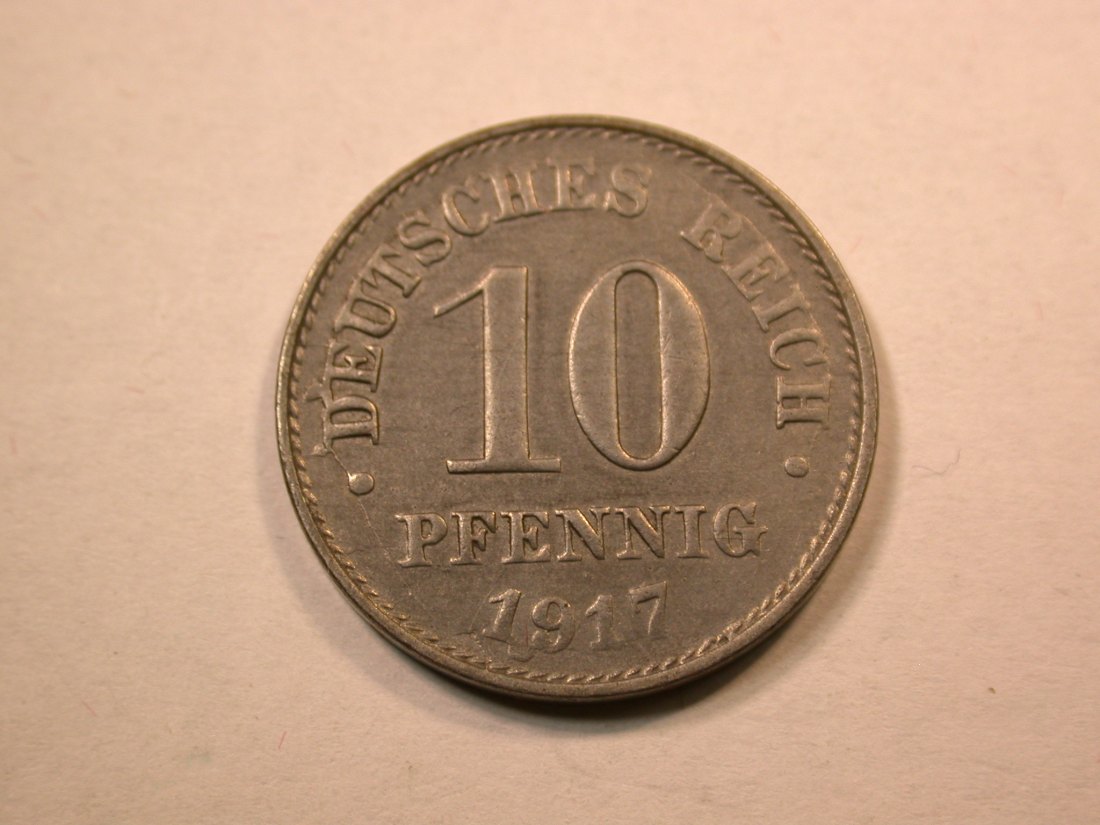 · DEUTSCHES REICH ·
10
PFENNIG
1917